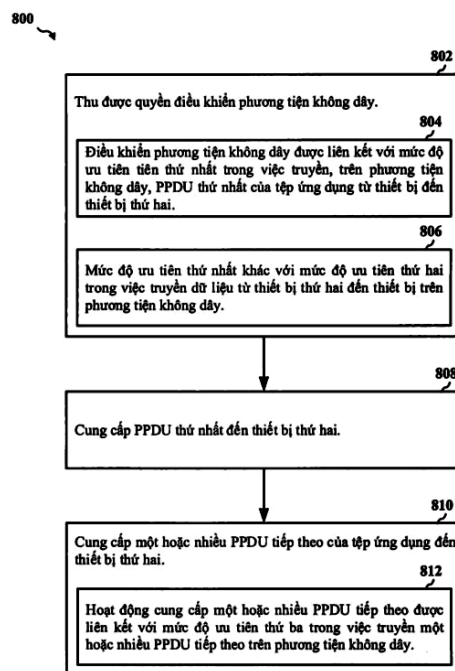 800
802
Thu được quyền điều khiển phương tiện không dây.
804
Điều khiển phương tiện không dây được liên kết với mức độ
ưu tiên tiên thứ nhất trong việc truyền, trên phương tiện
không dây, PPDU thứ nhất của tệp ứng dụng từ thiết bị đến
thiết bị thứ hai.
806
Mức độ ưu tiên thứ nhất khác với mức độ ưu tiên thứ hai
trong việc truyền dữ liệu từ thiết bị thứ hai đến thiết bị trên
phương tiện không dây.
808
Cung cấp PPDU thứ nhất đến thiết bị thứ hai.
810
Cung cấp một hoặc nhiều PPDU tiếp theo của tệp ứng dụng đến
thiết bị thứ hai.
812
Hoạt động cung cấp một hoặc nhiều PPDU tiếp theo được
liên kết với mức độ ưu tiên thứ ba trong việc truyền một
hoặc nhiều PPDU tiếp theo trên phương tiện không dây.